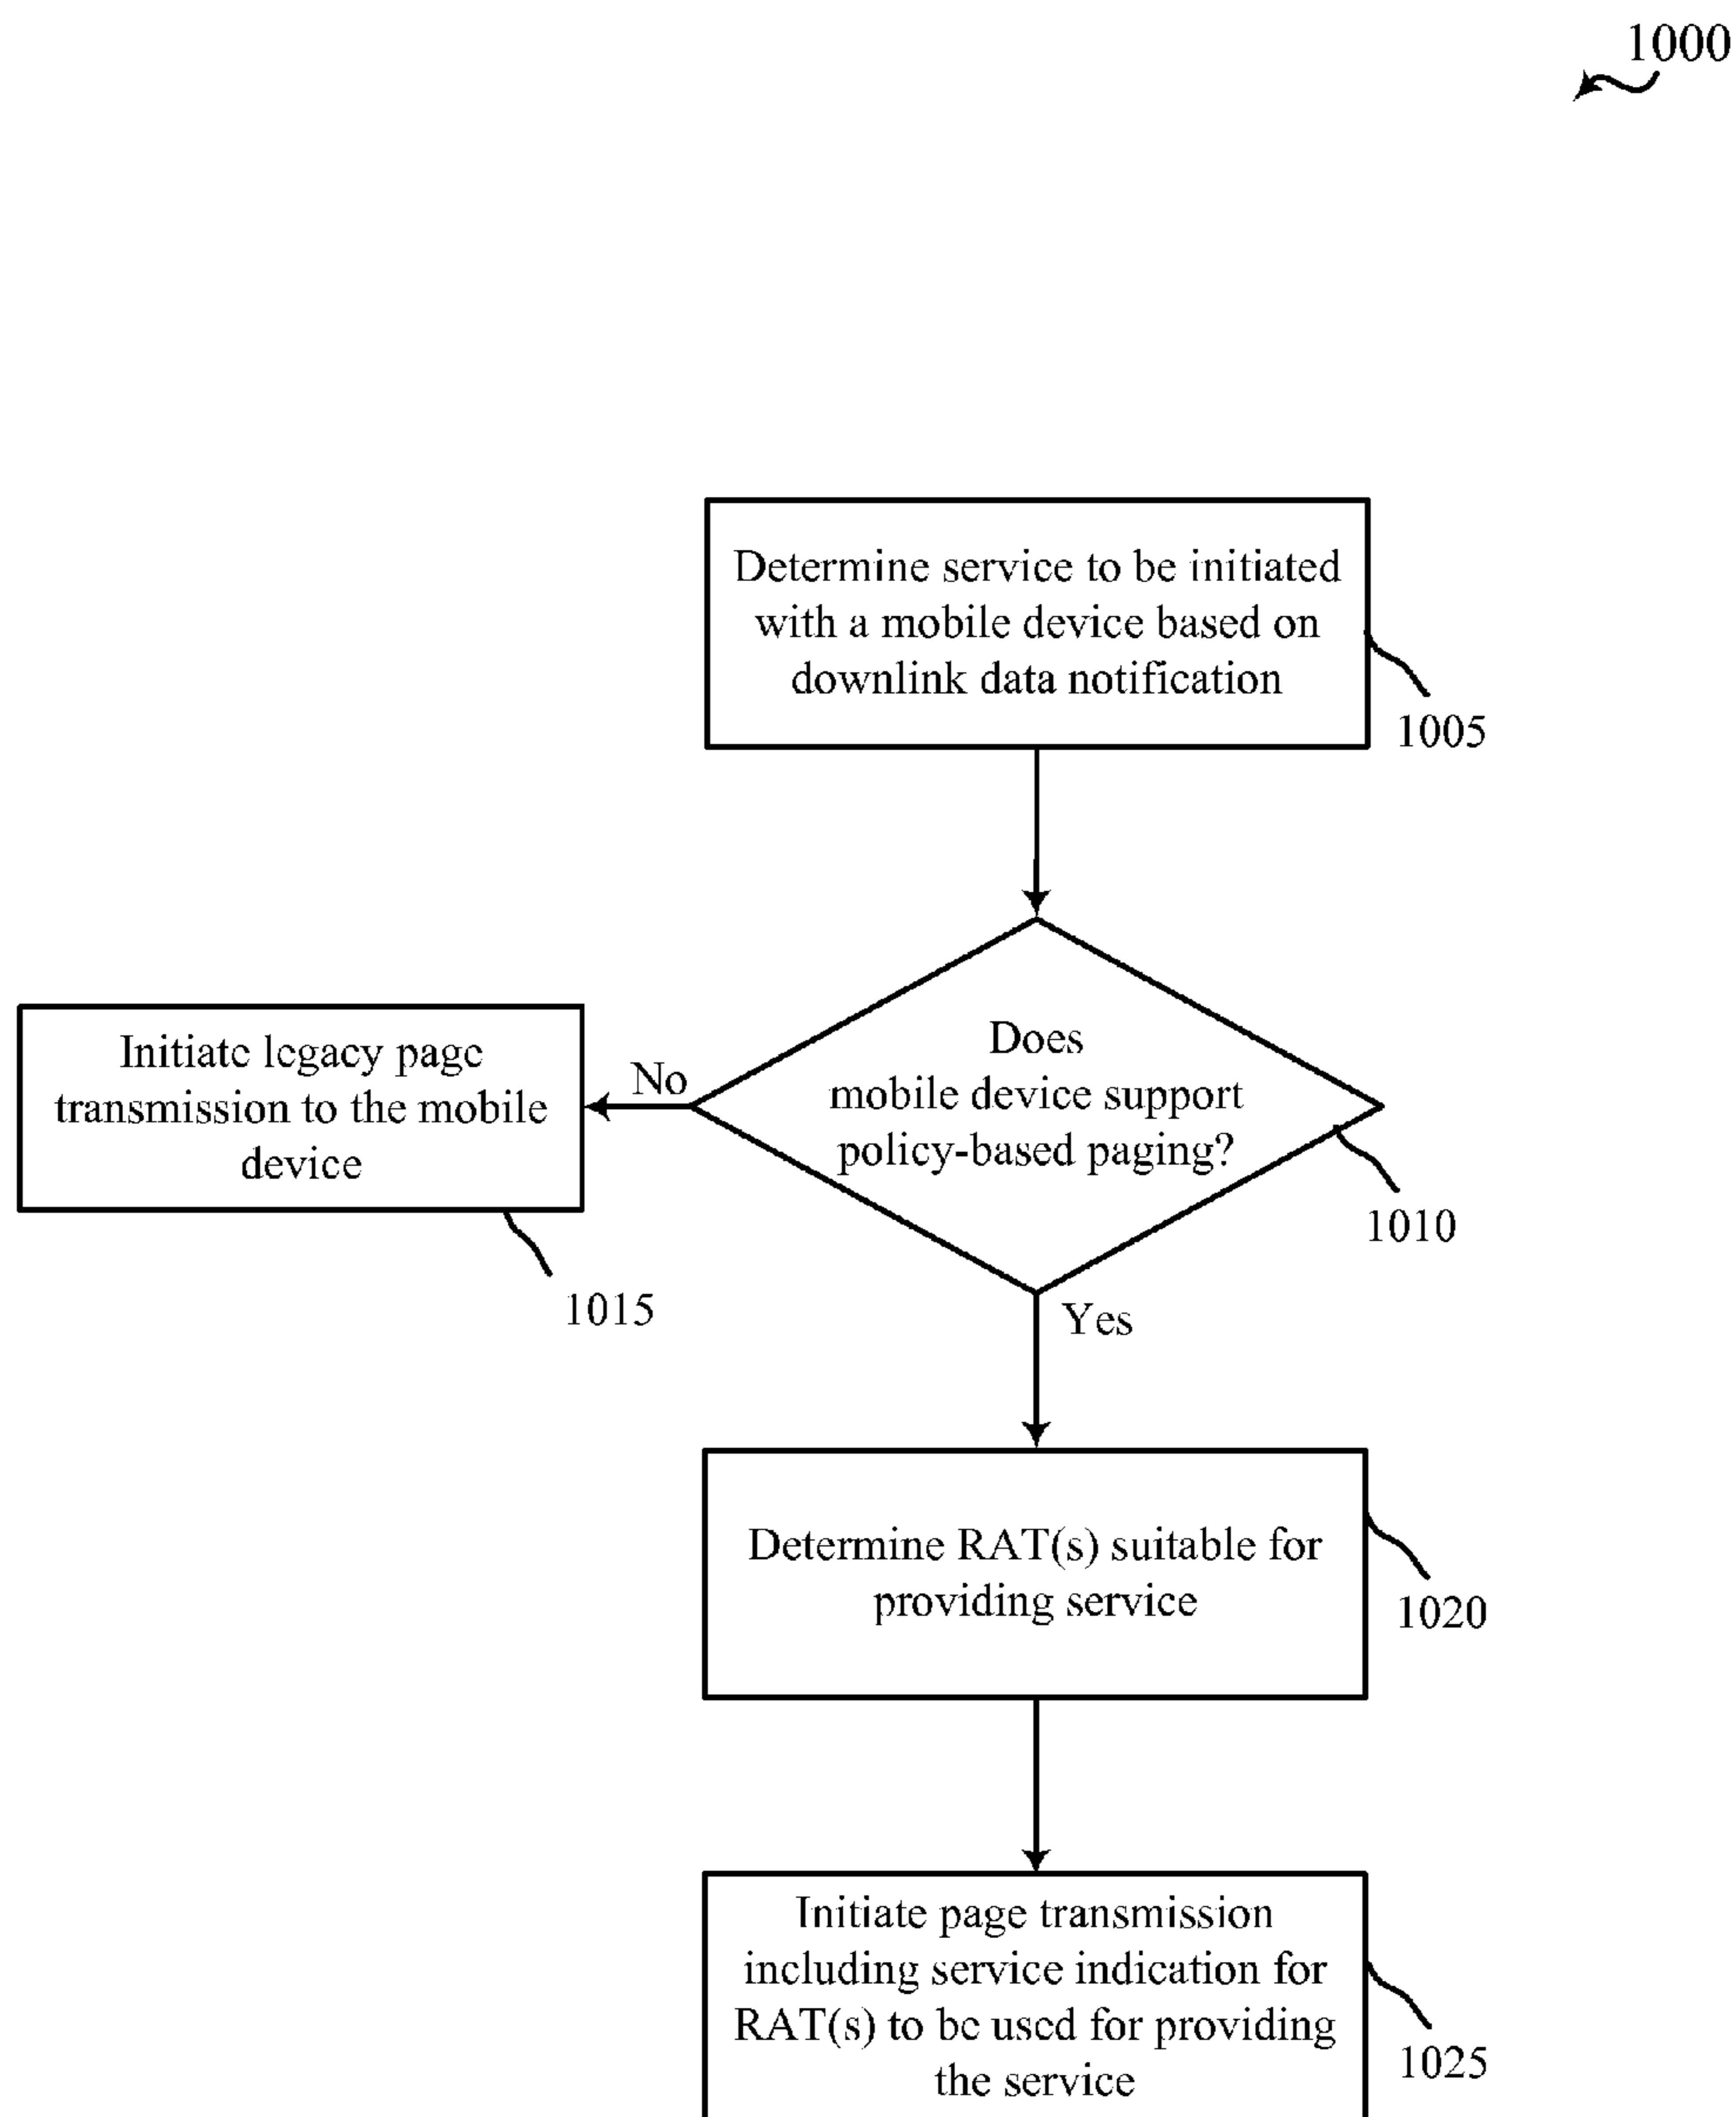 1000
Determine service to be initiated
with a mobile device based on
downlink data notification
1005
Does
mobile device support
policy-based paging?
1010
No
Initiate legacy page
transmission to the mobile
device
1015
Yes
Determine RAT(s) suitable for
providing service
1020
Initiate page transmission
including service indication for
RAT(s) to be used for providing
the service
1025